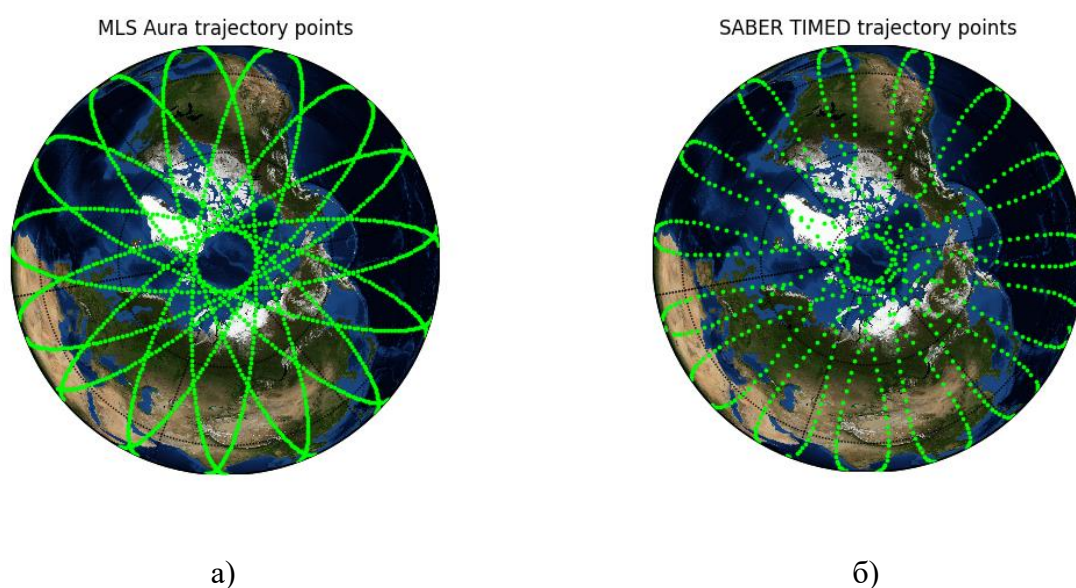 MLS Aura trajectory points
SABER TIMED trajectory points
а)
б)